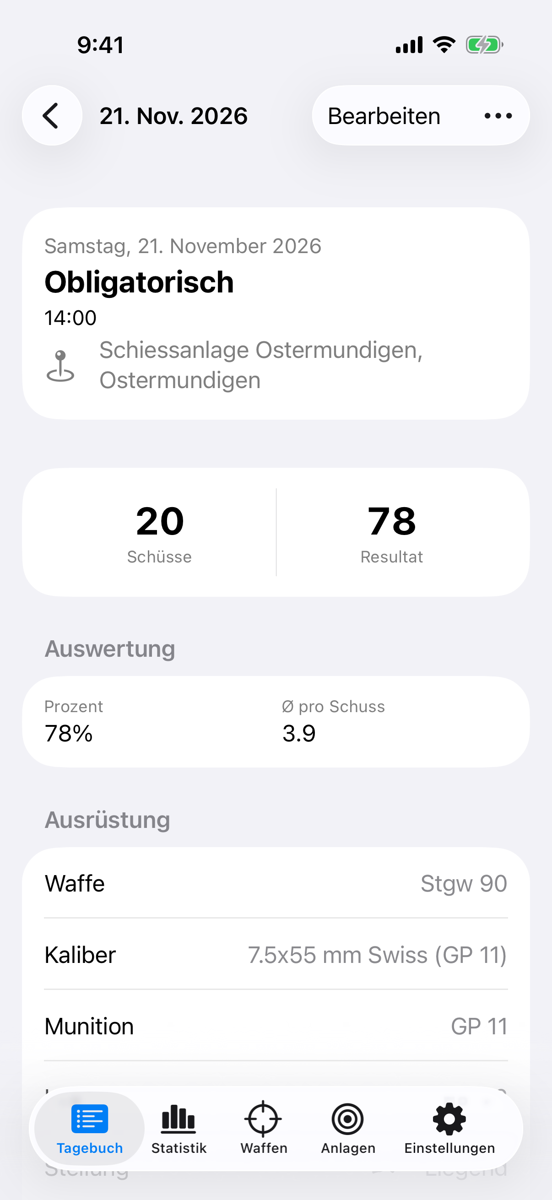 9:41
21. Nov. 2026
Bearbeiten
Samstag, 21. November 2026
Obligatorisch
14:00
Schiessanlage Ostermundigen,
Ostermundigen
20
78
Schüsse
Resultat
Auswertung
Prozent
Ø pro Schuss
78%
3.9
Ausrüstung
Waffe
Stgw 90
Kaliber
7.5x55 mm Swiss (GP 11)
Munition
GP 11
Tagebuch
Statistik
Waffen
Anlagen
Einstellungen
Stellung
Liegend